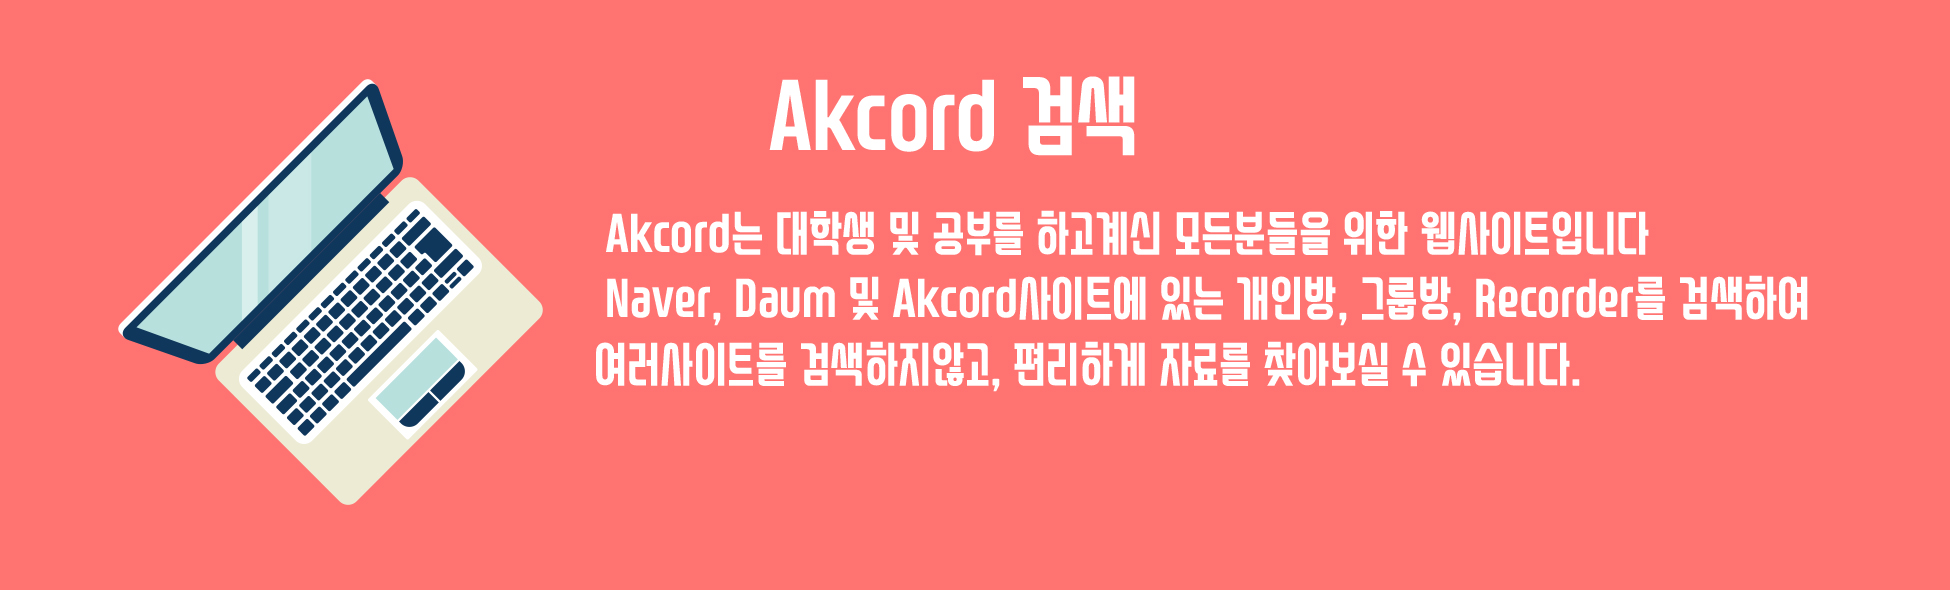 Akcord 검색
Akcord는 대학생 및 공부를 하고계신 모든분들을 위한 웹사이트입니다
Naver, Daum 및 Akcord사이트에 있는 개인방, 그룹방, Recorder를 검색하여
여러사이트를 검색하지않고, 편리하게 자료를 찾아보실 수 있습니다.